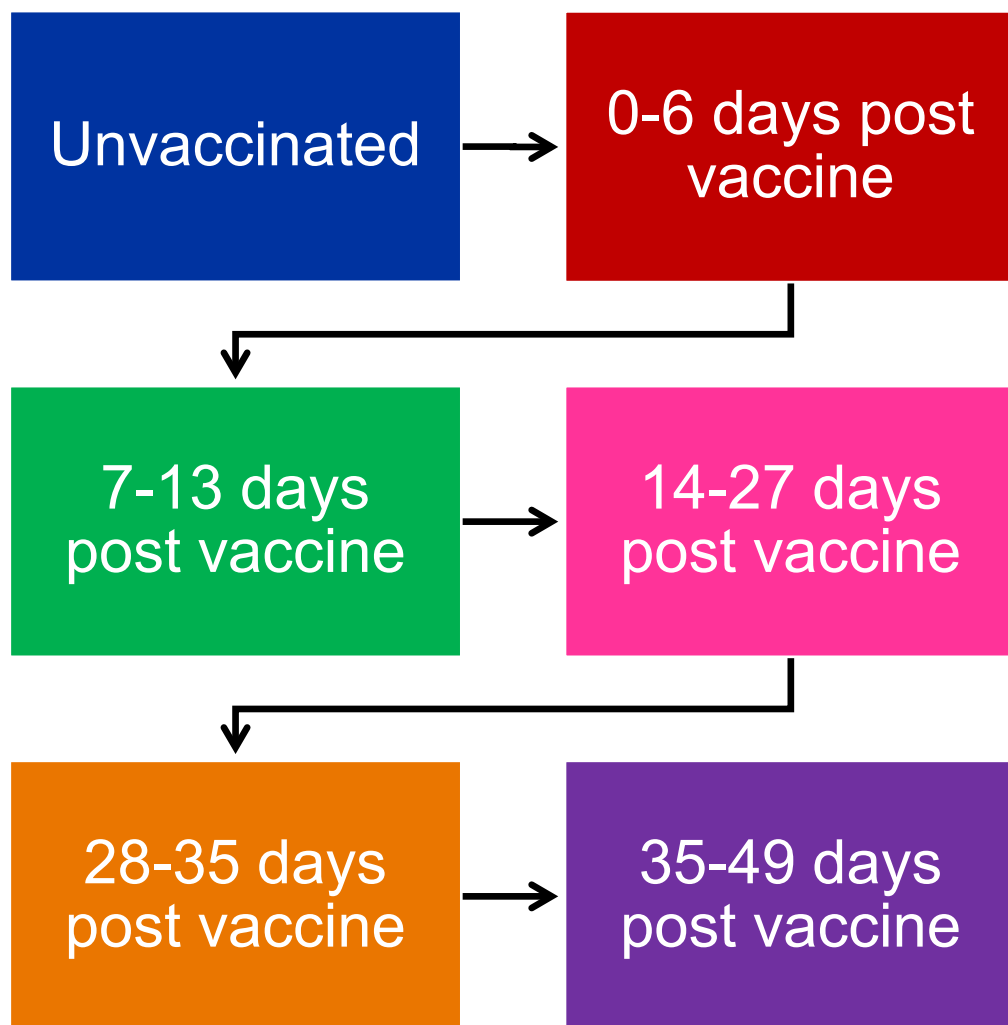 Unvaccinated
0-6 days post
vaccine
7-13 days
post vaccine
14-27 days
post vaccine
28-35 days
post vaccine
35-49 days
post vaccine